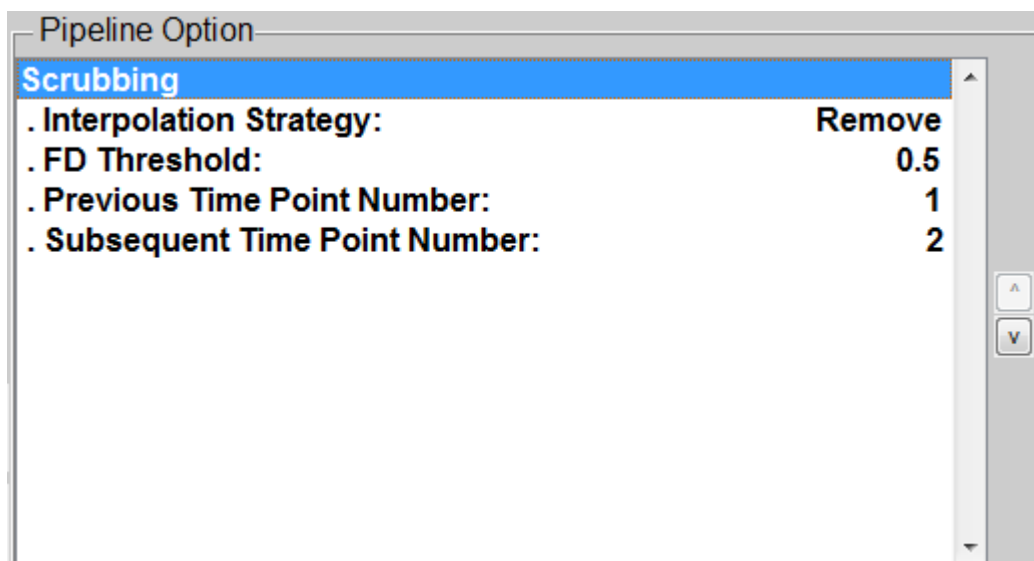 Pipeline Option
Scrubbing
. Interpolation Strategy: Remove
. FD Threshold: 0.5
. Previous Time Point Number: 1
. Subsequent Time Point Number: 2
^
v